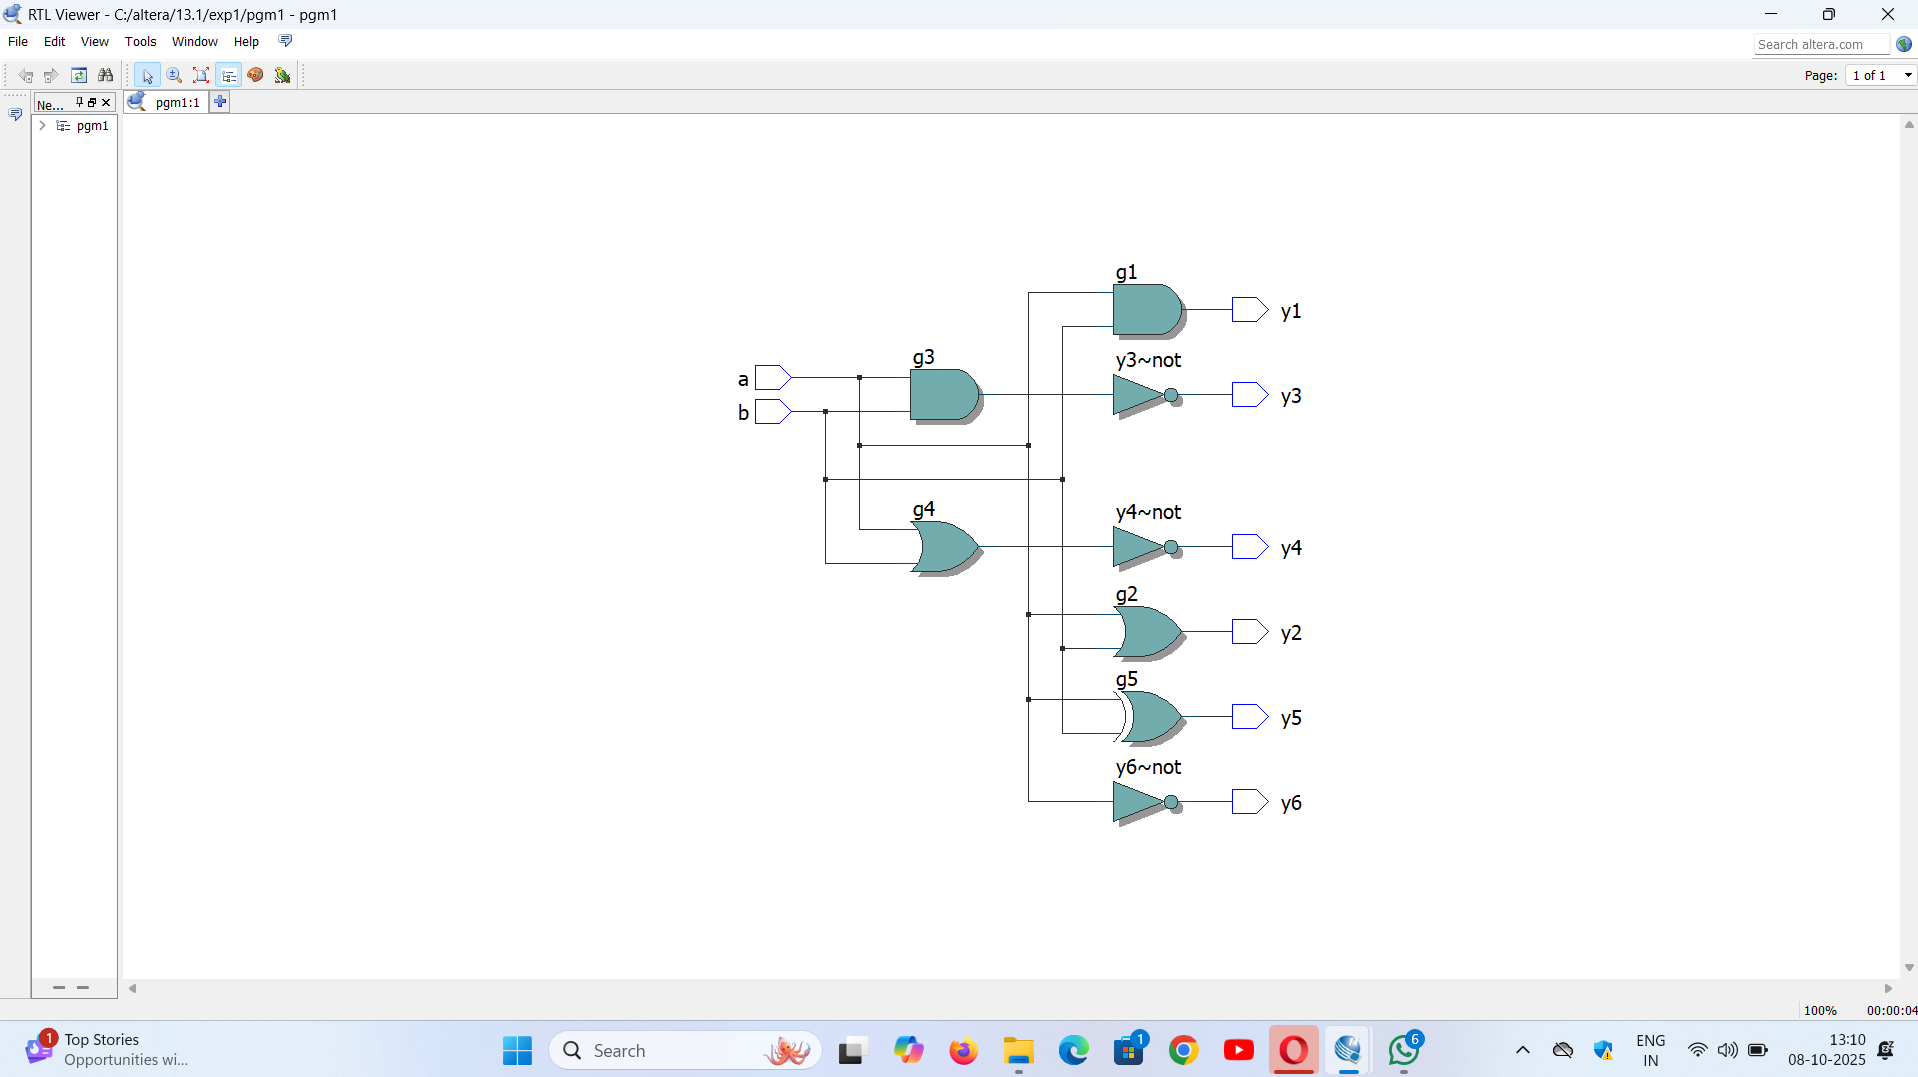 RTL Viewer - C:/altera/13.1/exp1/pgm1 - pgm1
File Edit View Tools Window Help
Search altera.com
Page: 1 of 1
Ne...
pgm1:1
pgm1
g1
y1
g3
y3~not
a
y3
b
g4
y4~not
y4
g2
y2
g5
y5
y6~not
y6
100% 00:00:04
1
Top Stories
Opportunities wi...
Search
1
6
ENG
IN
13:10
08-10-2025